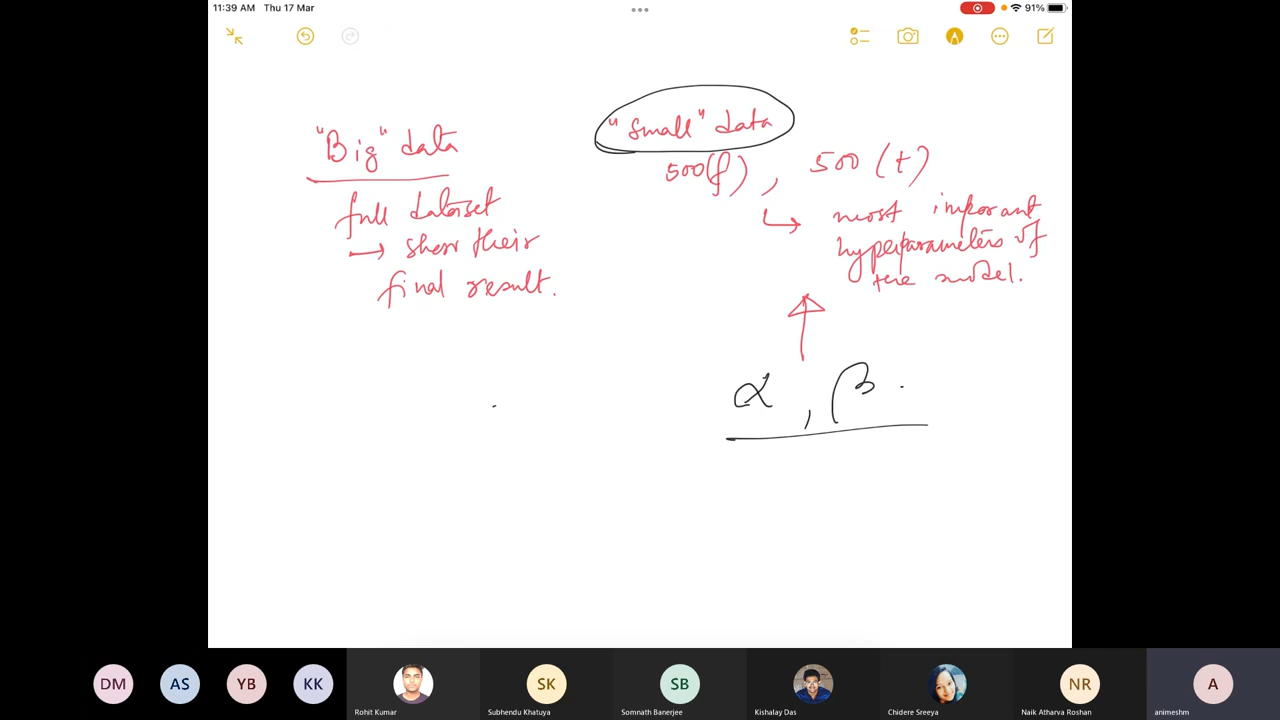 11:39 AM Thu 17 Mar
91%
"Big" data
full dataset
→ show their
final result.
"small" data
500(f), 500 (t)
↳ most imporant
hyperparameters of
the model.
α, β
DM
AS
YB
KK
Rohit Kumar
SK
Subhendu Khatuya
SB
Somnath Banerjee
Kishalay Das
Chidere Sreeya
NR
Naik Atharva Roshan
A
animeshm